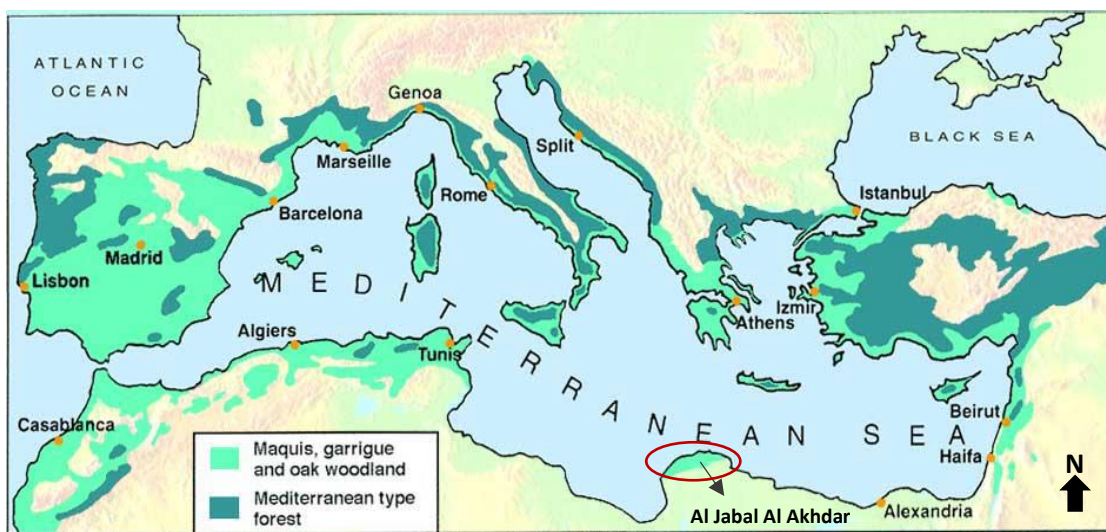 ATLANTIC
OCEAN
Genoa
BLACK SEA
Split
Marseille
Istanbul
Rome
Barcelona
Madrid
MEDITERRANEAN SEA
Lisbon
Izmir
Athens
Algiers
Tunis
Casablanca
Beirut
Haifa
N
Maquis, garrigue
and oak woodland
Mediterranean type
forest
Alexandria
Al Jabal Al Akhdar